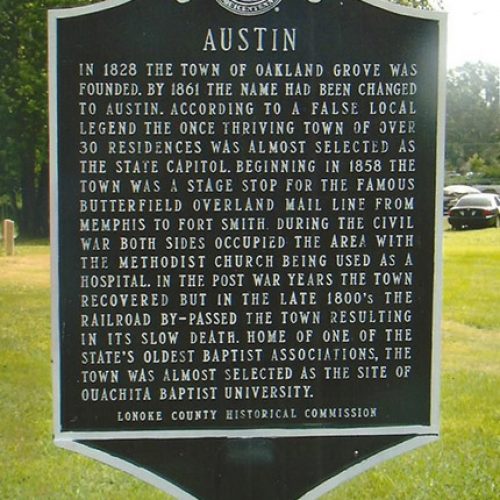 AUSTIN
IN 1828 THE TOWN OF OAKLAND GROVE WAS
FOUNDED. BY 1861 THE NAME HAD BEEN CHANGED
TO AUSTIN. ACCORDING TO A FALSE LOCAL
LEGEND THE ONCE THRIVING TOWN OF OVER
30 RESIDENCES WAS ALMOST SELECTED AS
THE STATE CAPITOL. BEGINNING IN 1858 THE
TOWN WAS A STAGE STOP FOR THE FAMOUS
BUTTERFIELD OVERLAND MAIL LINE FROM
MEMPHIS TO FORT SMITH. DURING THE CIVIL
WAR BOTH SIDES OCCUPIED THE AREA WITH
THE METHODIST CHURCH BEING USED AS A
HOSPITAL. IN THE POST WAR YEARS THE TOWN
RECOVERED BUT IN THE LATE 1800'S THE
RAILROAD BY-PASSED THE TOWN RESULTING
IN ITS SLOW DEATH. HOME OF ONE OF THE
STATE'S OLDEST BAPTIST ASSOCIATIONS, THE
TOWN WAS ALMOST SELECTED AS THE SITE OF
OUACHITA BAPTIST UNIVERSITY.
LONOKE COUNTY HISTORICAL COMMISSION